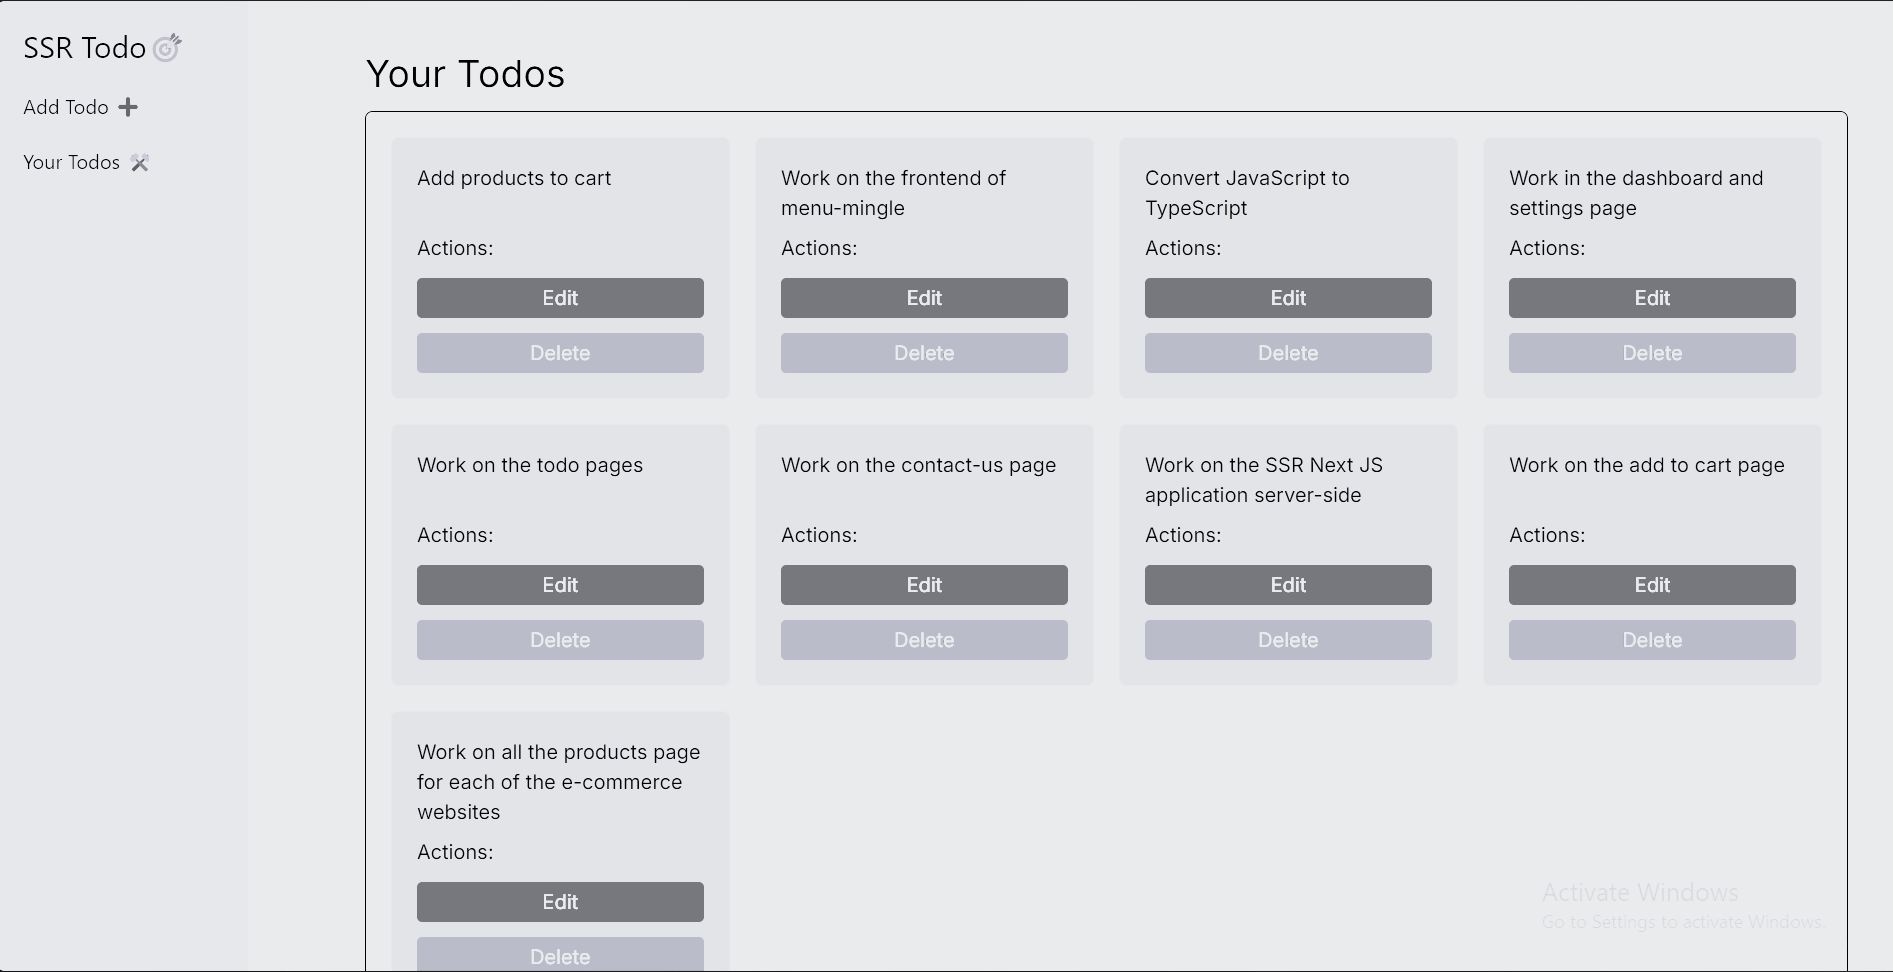 SSR Todo
Add Todo
Your Todos
Your Todos
Add products to cart
Actions:
Edit
Delete
Work on the frontend of
menu-mingle
Actions:
Edit
Delete
Convert JavaScript to
TypeScript
Actions:
Edit
Delete
Work in the dashboard and
settings page
Actions:
Edit
Delete
Work on the todo pages
Actions:
Edit
Delete
Work on the contact-us page
Actions:
Edit
Delete
Work on the SSR Next JS
application server-side
Actions:
Edit
Delete
Work on the add to cart page
Actions:
Edit
Delete
Work on all the products page
for each of the e-commerce
websites
Actions:
Edit
Delete
Activate Windows
Go to Settings to activate Windows.